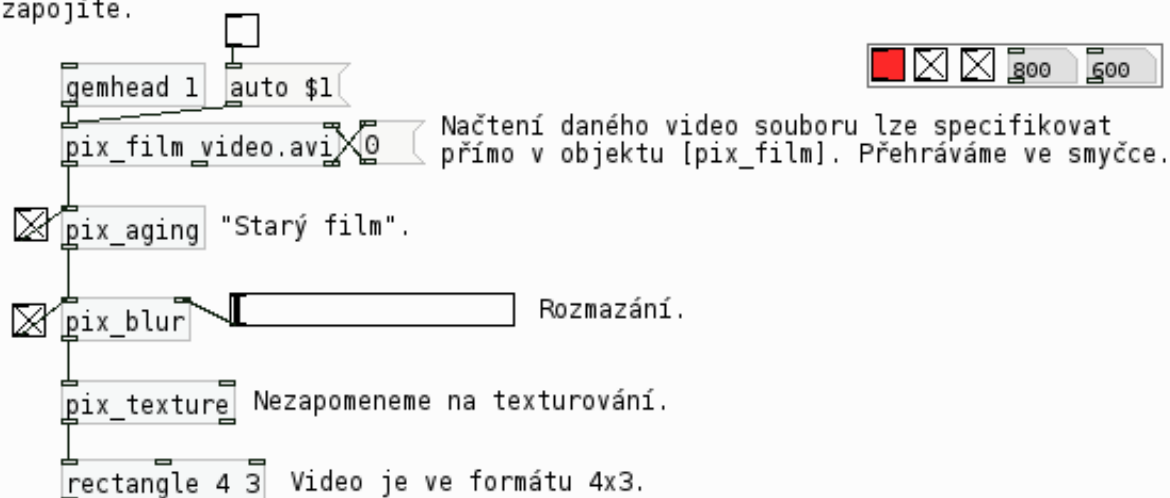 zapojíte.
gemhead 1
auto $1
800
600
pix_film video.avi
0
Načtení daného video souboru lze specifikovat
přímo v objektu [pix_film]. Přehráváme ve smyčce.
pix_aging
"Starý film".
pix_blur
Rozmazání.
pix_texture
Nezapomeneme na texturování.
rectangle 4 3
Video je ve formátu 4x3.